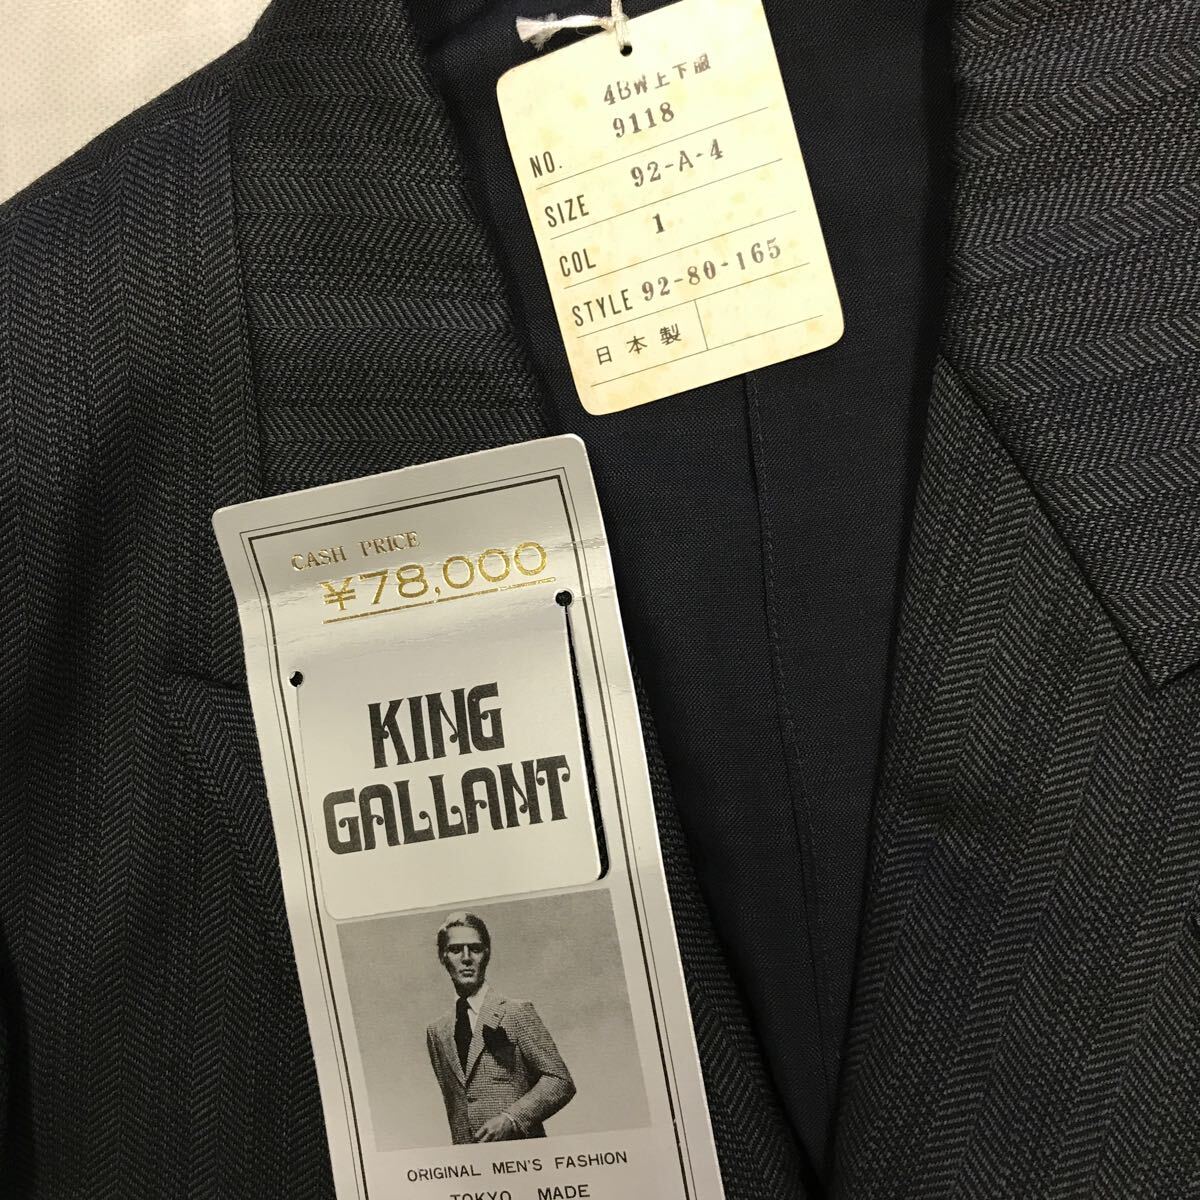 4BW上下服
NO. 9118
SIZE 92-A-4
COL 1
STYLE 92-80-165
日本製
CASH PRICE
¥78,000
KING
GALLANT
ORIGINAL MEN'S FASHION
TOKYO MADE